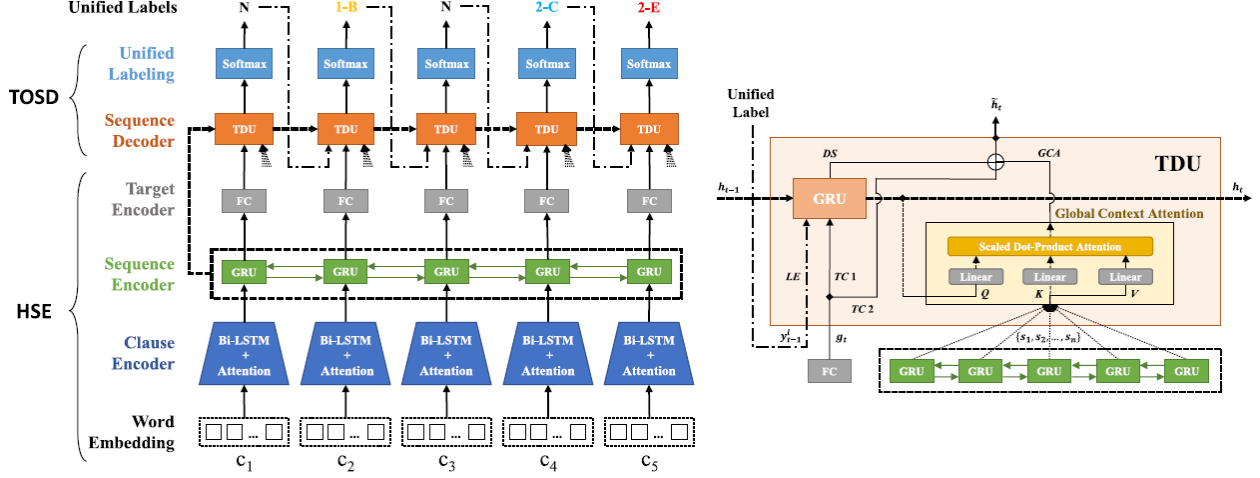 Unified Labels N 1-B N 2-C 2-E
TOSD
Unified
Labeling
Softmax Softmax Softmax Softmax Softmax
Sequence
Decoder
TDU TDU TDU TDU TDU
HSE
Target
Encoder
FC FC FC FC FC
Sequence
Encoder
GRU GRU GRU GRU GRU
Clause
Encoder
Bi-LSTM Bi-LSTM Bi-LSTM Bi-LSTM Bi-LSTM
+ + + + +
Attention Attention Attention Attention Attention
Word
Embedding
... ... ... ... ...
C₁ C₂ C₃ C₄ C₅
Unified
Label
h̃ₜ
TDU
DS
GCA
hₜ₋₁
GRU
hₜ
Global Context Attention
Scaled Dot-Product Attention
Linear Linear Linear
Q K V
LE
TC 1
TC 2
yˡₜ₋₁
gₜ
{s₁, s₂, ..., sₙ}
FC
GRU GRU GRU GRU GRU